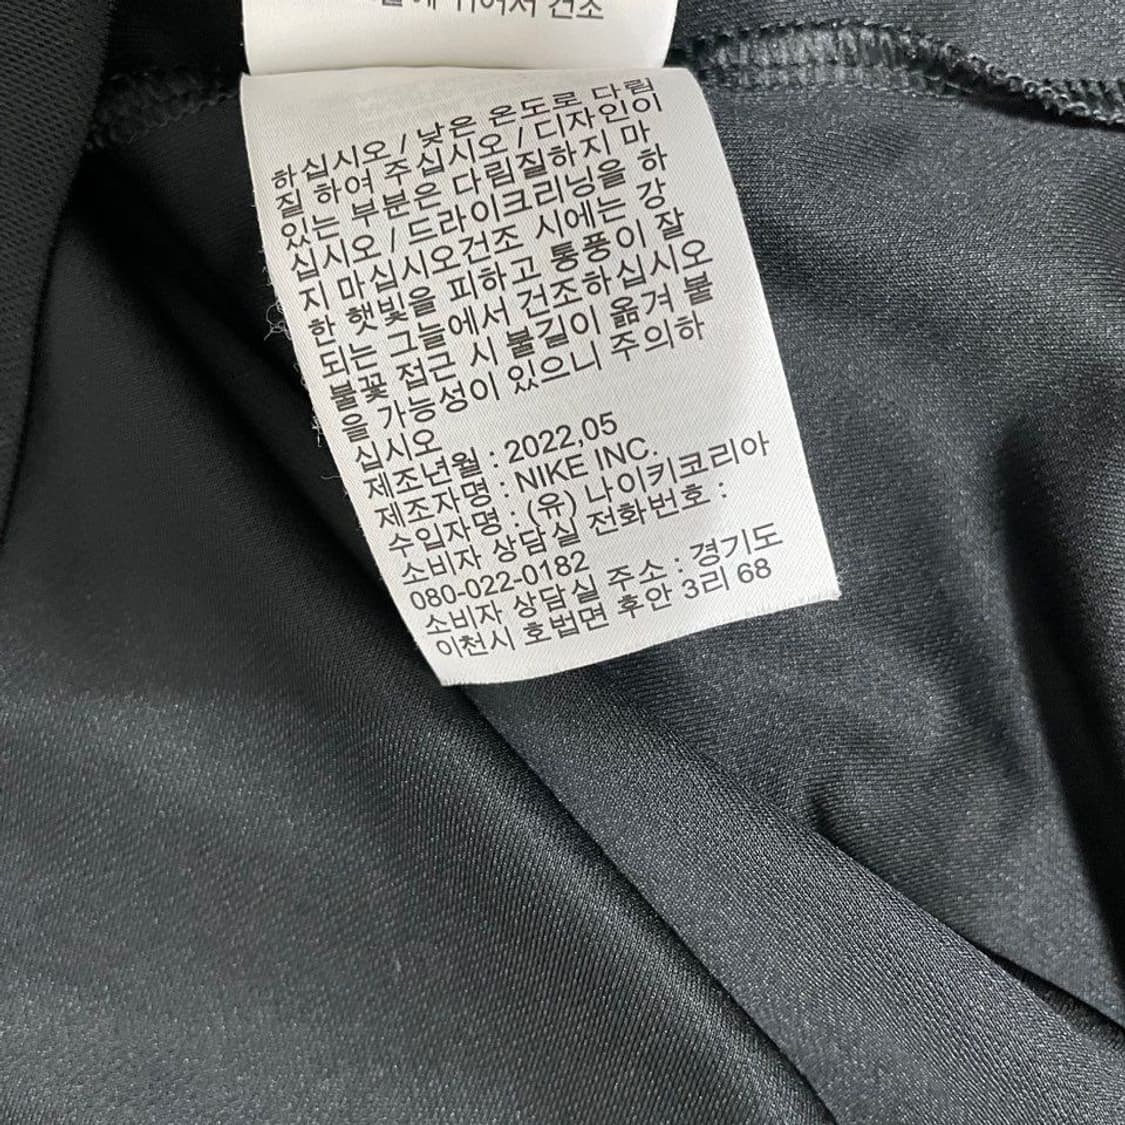 에 뉘어서 건조
하십시오 / 낮은 온도로 다림
질 하여 주십시오 / 디자인이
있는 부분은 다림질하지 마
십시오 / 드라이크리닝을 하
지 마십시오건조 시에는 강
한 햇빛을 피하고 통풍이 잘
되는 그늘에서 건조하십시오
불꽃 접근 시 불길이 옮겨 붙
을 가능성이 있으니 주의하
십시오
제조년월 : 2022,05
제조자명 : NIKE INC.
수입자명 : (유) 나이키코리아
소비자 상담실 전화번호 :
080-022-0182
소비자 상담실 주소 : 경기도
이천시 호법면 후안 3리 68